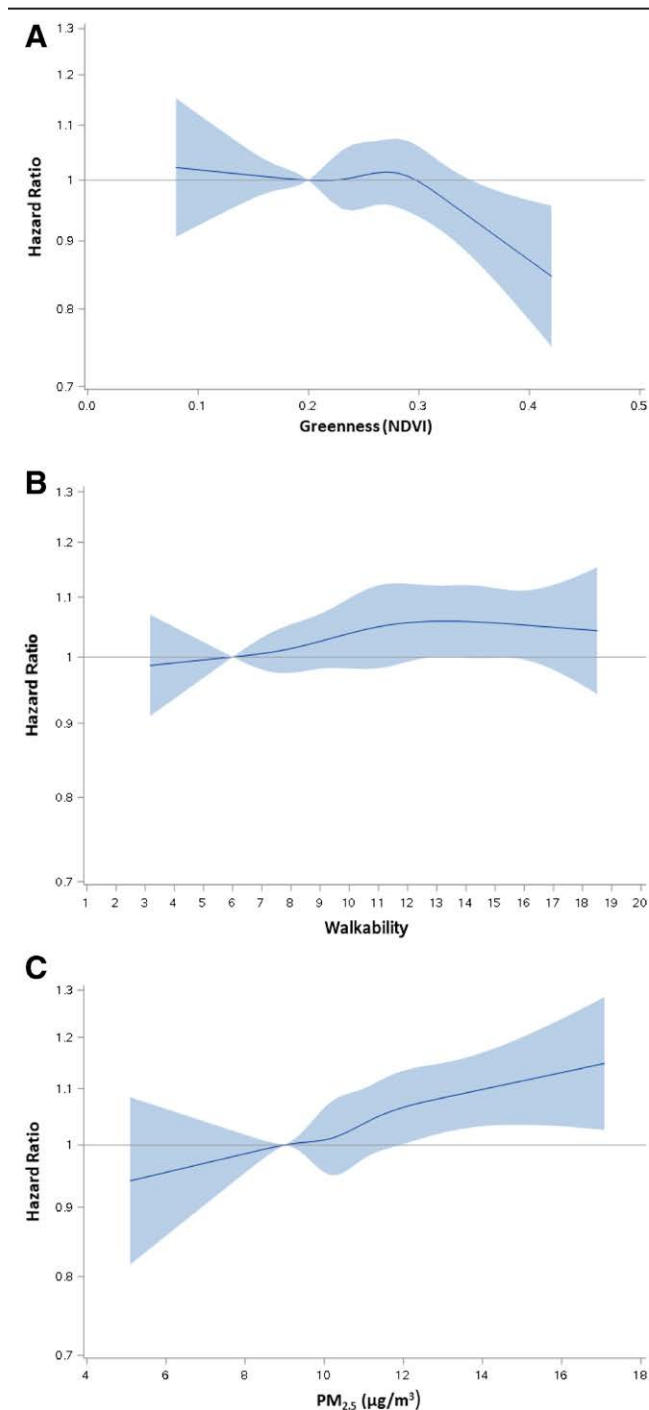 A
1.3
1.2
1.1
1
0.9
0.8
0.7
Hazard Ratio
0.0 0.1 0.2 0.3 0.4 0.5
Greenness (NDVI)
B
1.3
1.2
1.1
1
0.9
0.8
0.7
Hazard Ratio
1 2 3 4 5 6 7 8 9 10 11 12 13 14 15 16 17 18 19 20
Walkability
C
1.3
1.2
1.1
1
0.9
0.8
0.7
Hazard Ratio
4 6 8 10 12 14 16 18
PM₂.₅ (µg/m³)